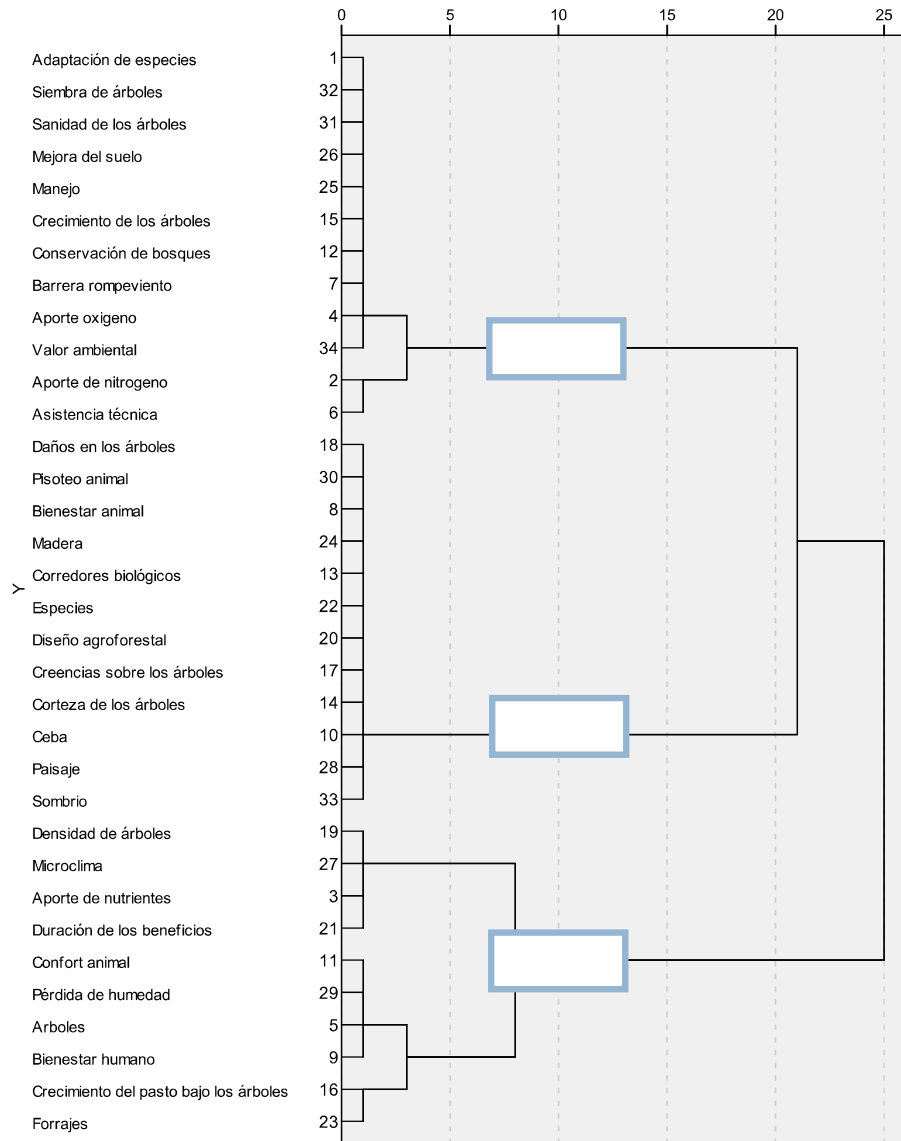 0 5 10 15 20 25
Adaptación de especies 1
Siembra de árboles 32
Sanidad de los árboles 31
Mejora del suelo 26
Manejo 25
Crecimiento de los árboles 15
Conservación de bosques 12
Barrera rompeviento 7
Aporte oxigeno 4
Valor ambiental 34
Aporte de nitrogeno 2
Asistencia técnica 6
Daños en los árboles 18
Pisoteo animal 30
Bienestar animal 8
Madera 24
Corredores biológicos 13
Y
Especies 22
Diseño agroforestal 20
Creencias sobre los árboles 17
Corteza de los árboles 14
Ceba 10
Paisaje 28
Sombrio 33
Densidad de árboles 19
Microclima 27
Aporte de nutrientes 3
Duración de los beneficios 21
Confort animal 11
Pérdida de humedad 29
Arboles 5
Bienestar humano 9
Crecimiento del pasto bajo los árboles 16
Forrajes 23